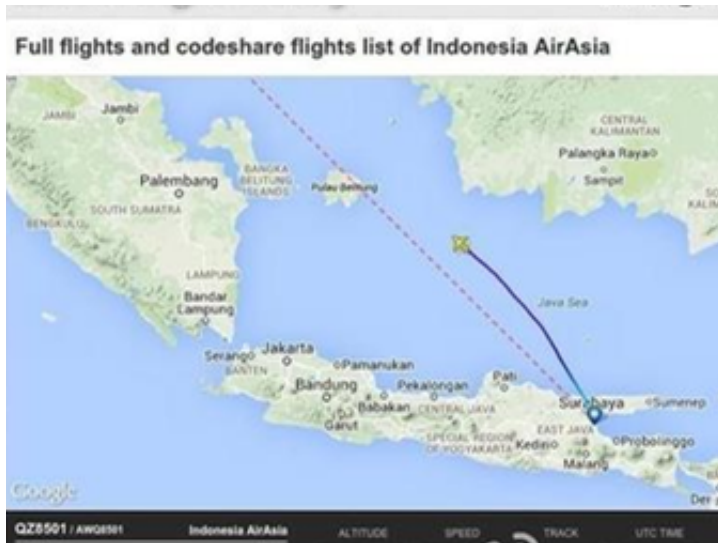 Full flights and codeshare flights list of Indonesia AirAsia
JAMBI
Jambi
CENTRAL
KALIMANTAN
Palangka Raya
Sampit
BANGKA
BELITUNG
ISLANDS
Pulau Belitung
Palembang
SOUTH SUMATRA
BENGKULU
LAMPUNG
Bandar
Lampung
Java Sea
Serang
Jakarta
BANTEN
Pamanukan
Bandung
Pekalongan
Pati
Babakan
CENTRAL JAVA
Garut
Surabaya
Sumenep
EAST JAVA
SPECIAL REGION
OF YOGYAKARTA
Kediri
Probolinggo
Malang
Google
QZ8501 / AWQ8501
Indonesia AirAsia
ALTITUDE
SPEED
TRACK
UTC TIME